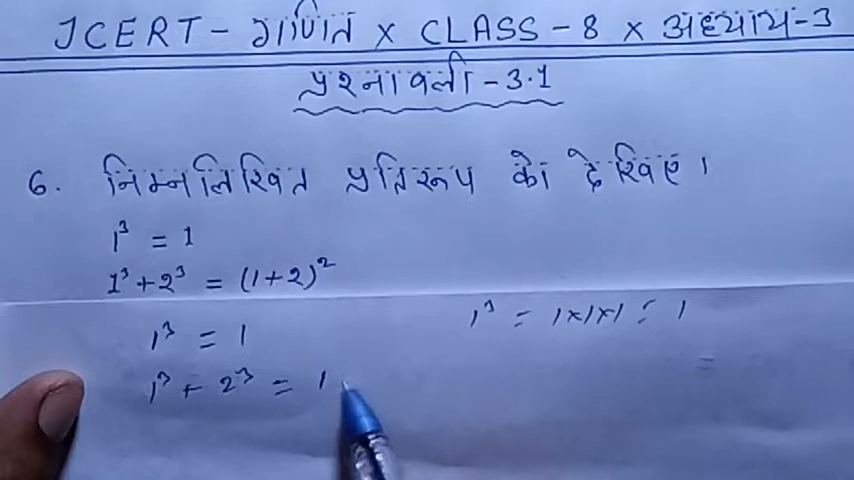 JCERT - गणित x CLASS - 8 x अध्याय - 3
प्रश्नावली - 3.1
6. निम्नलिखित प्रतिरूप को देखिए।
1³ = 1
1³ + 2³ = (1+2)²
1³ = 1
1³ = 1×1×1 = 1
=
1³ + 2³ = 1